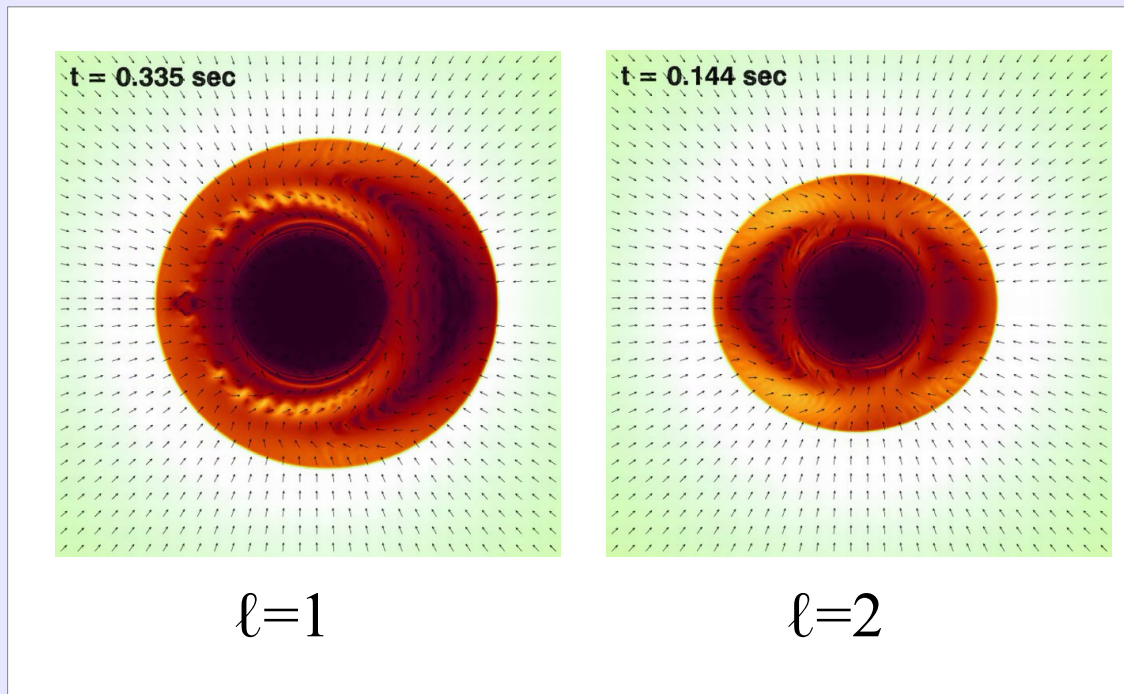 t = 0.335 sec
t = 0.144 sec
ℓ=1
ℓ=2